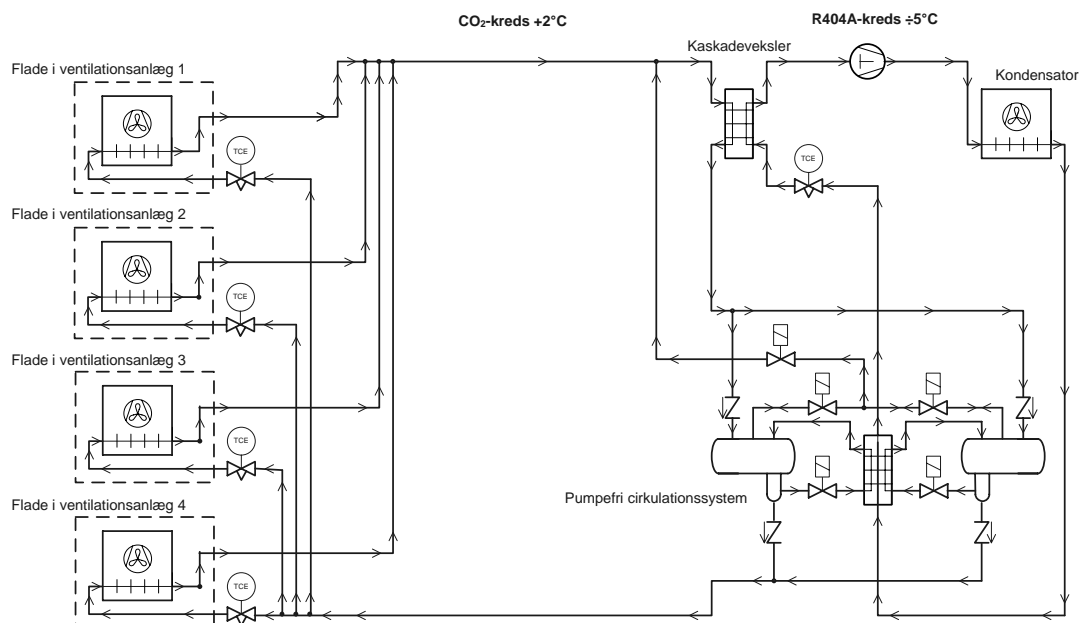 CO₂-kreds +2°C
R404A-kreds ÷5°C
Kaskadeveksler
Kondensator
Flade i ventilationsanlæg 1
TCE
TCE
Flade i ventilationsanlæg 2
TCE
Flade i ventilationsanlæg 3
TCE
Pumpefri cirkulationssystem
Flade i ventilationsanlæg 4
TCE